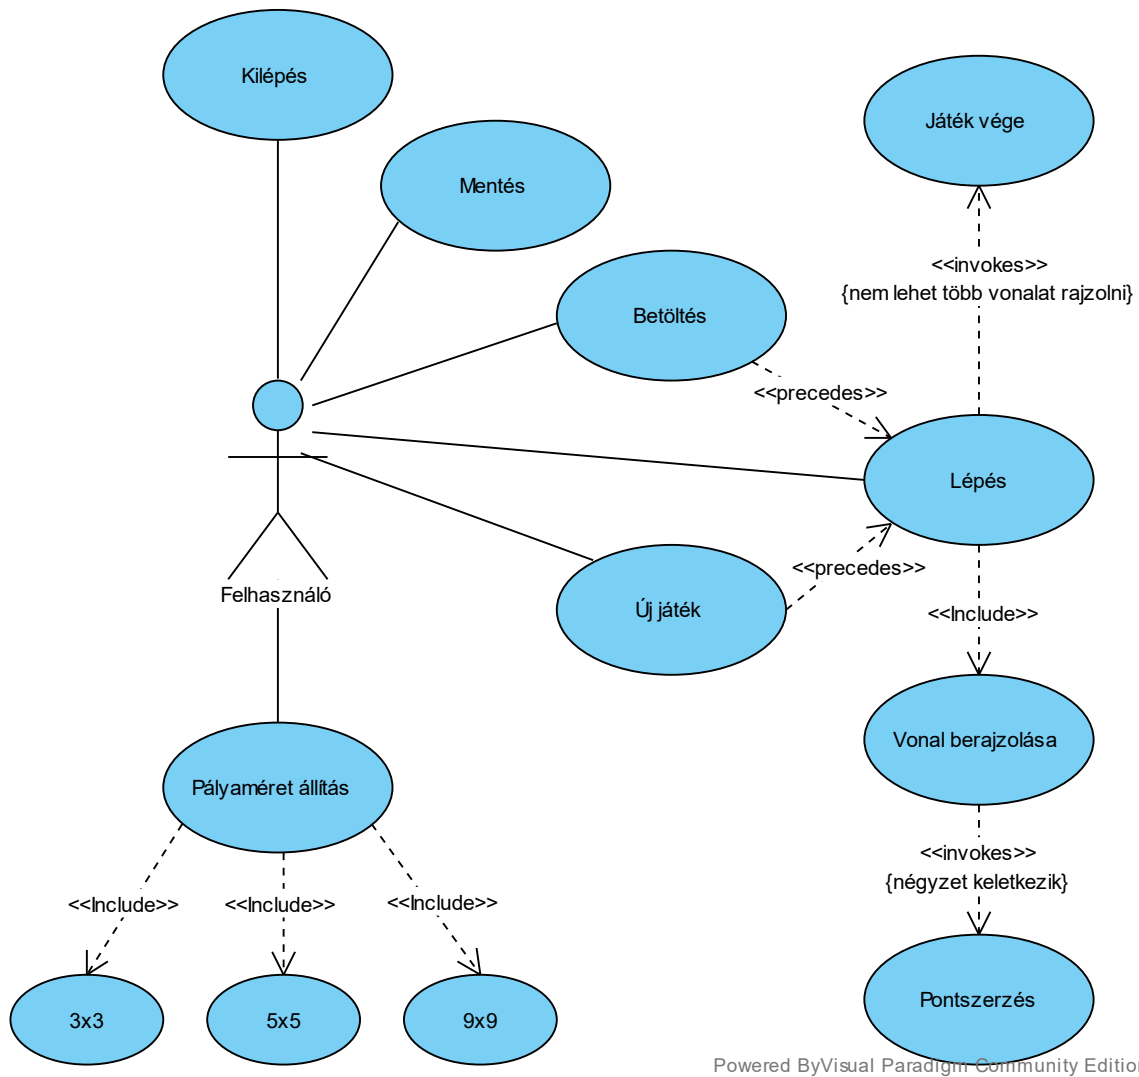 Kilépés
Játék vége
Mentés
<<invokes>>
{nem lehet több vonalat rajzolni}
Betöltés
<<precedes>>
Lépés
<<precedes>>
Felhasználó
Új játék
<<Include>>
Vonal berajzolása
Pályaméret állítás
<<invokes>>
{négyzet keletkezik}
<<Include>>
<<Include>>
<<Include>>
Pontszerzés
3x3
5x5
9x9
Powered ByVisual Paradigm Community Editio